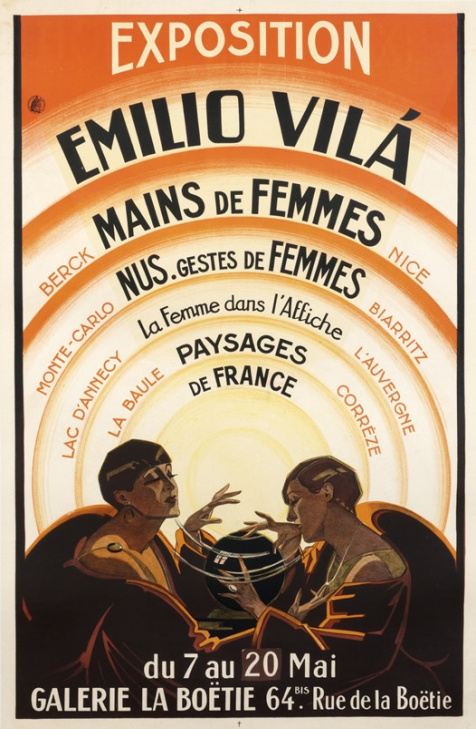 EXPOSITION
EMILIO VILÁ
MAINS DE FEMMES
NUS. GESTES DE FEMMES
La Femme dans l'Affiche
PAYSAGES
DE FRANCE
BERCK
MONTE-CARLO
LAC D'ANNECY
LA BAULE
NICE
BIARRITZ
L'AUVERGNE
CORRÈZE
du 7 au 20 Mai
GALERIE LA BOËTIE 64.BIS Rue de la Boëtie